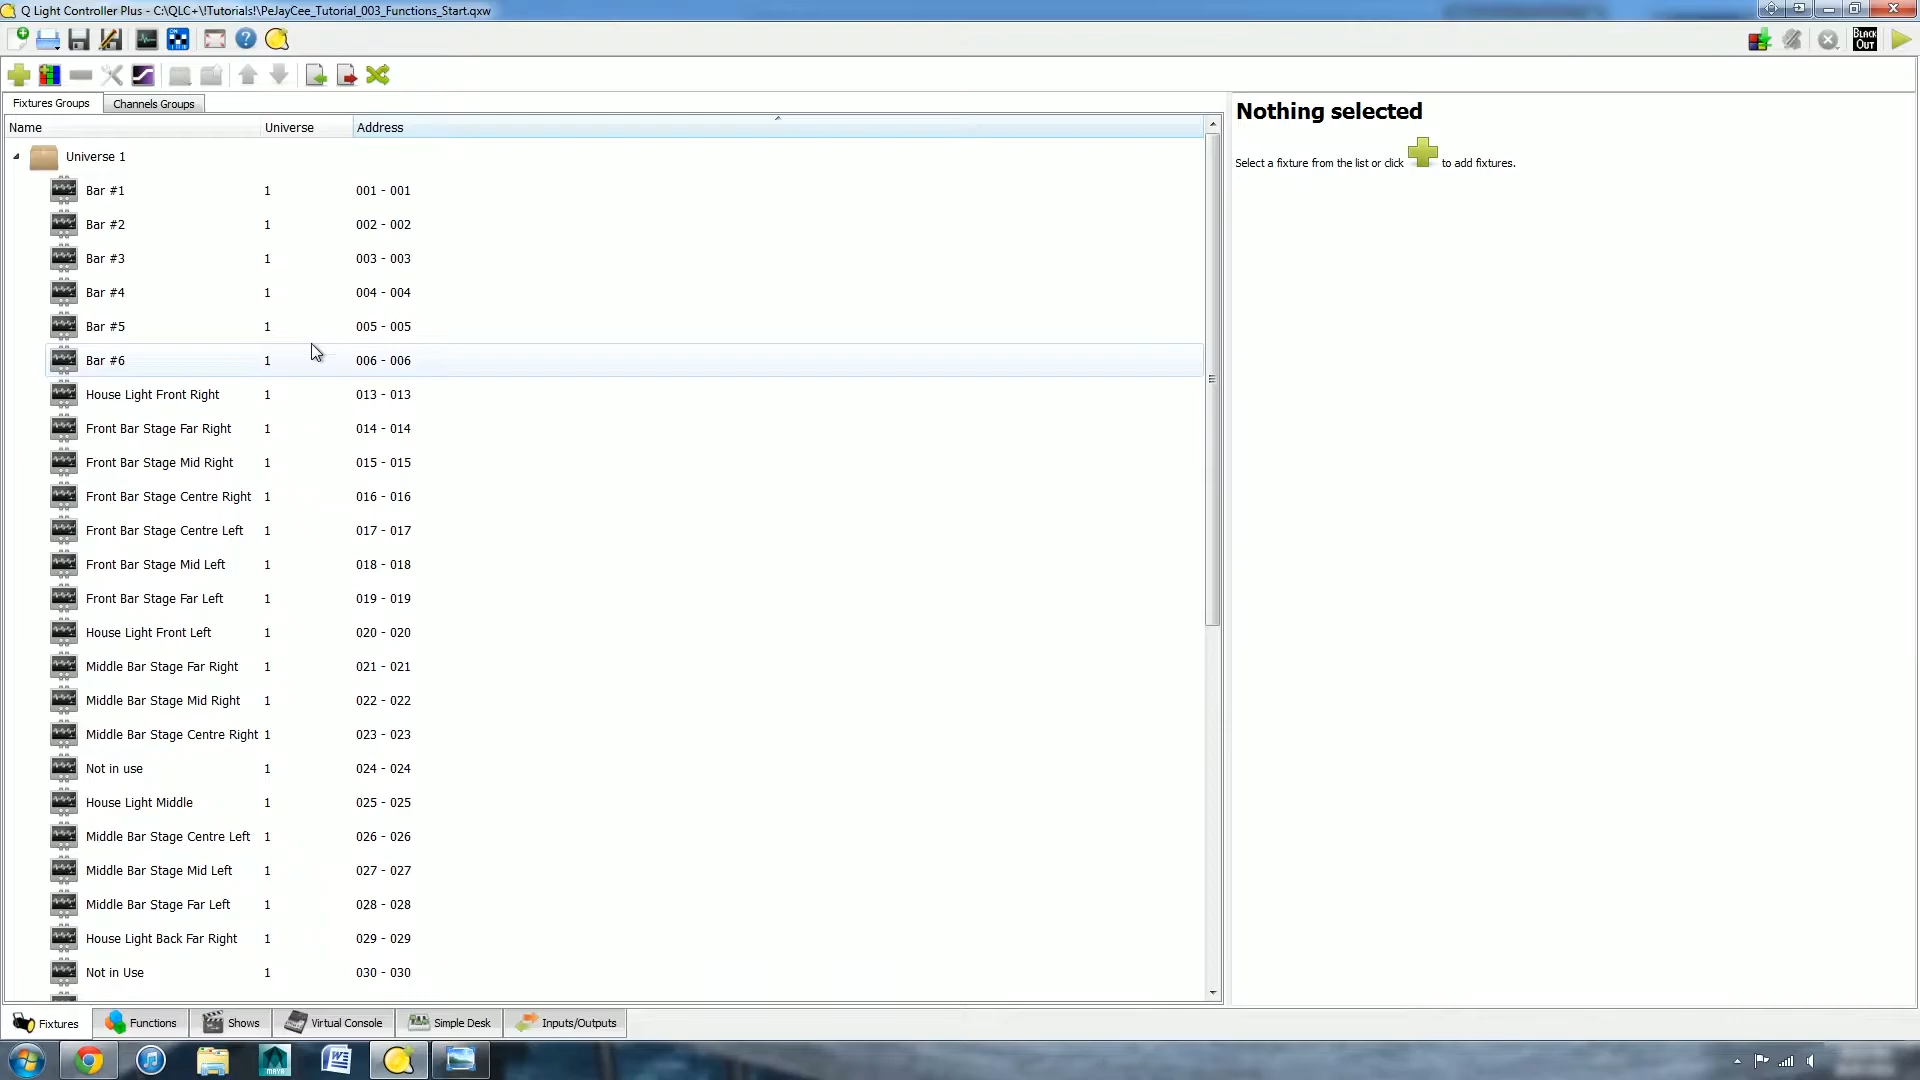 Q Light Controller Plus - C:\QLC+\!Tutorials!\PeJayCee_Tutorial_003_Functions_Start.qxw
BLACK
OUT
Fixtures Groups Channels Groups
Name Universe Address
Universe 1
Bar #1 1 001 - 001
Bar #2 1 002 - 002
Bar #3 1 003 - 003
Bar #4 1 004 - 004
Bar #5 1 005 - 005
Bar #6 1 006 - 006
House Light Front Right 1 013 - 013
Front Bar Stage Far Right 1 014 - 014
Front Bar Stage Mid Right 1 015 - 015
Front Bar Stage Centre Right 1 016 - 016
Front Bar Stage Centre Left 1 017 - 017
Front Bar Stage Mid Left 1 018 - 018
Front Bar Stage Far Left 1 019 - 019
House Light Front Left 1 020 - 020
Middle Bar Stage Far Right 1 021 - 021
Middle Bar Stage Mid Right 1 022 - 022
Middle Bar Stage Centre Right 1 023 - 023
Not in use 1 024 - 024
House Light Middle 1 025 - 025
Middle Bar Stage Centre Left 1 026 - 026
Middle Bar Stage Mid Left 1 027 - 027
Middle Bar Stage Far Left 1 028 - 028
House Light Back Far Right 1 029 - 029
Not in Use 1 030 - 030
Nothing selected
Select a fixture from the list or click to add fixtures.
Fixtures Functions Shows Virtual Console Simple Desk Inputs/Outputs
MAYA